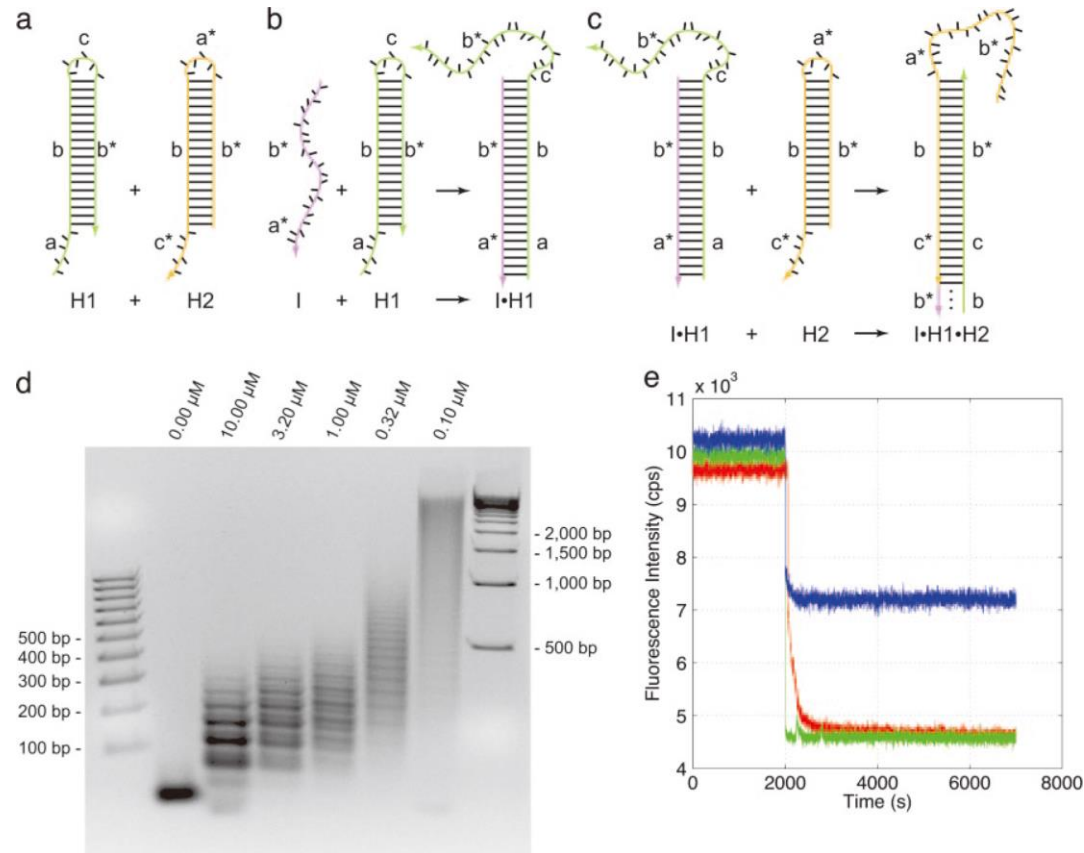 a
b
c
c
a*
b
b*
b
b*
+
a
c*
H1 + H2
b*
a*
+
c
b
b*
a
b*
c
b*
b
a*
a
I + H1 → I•H1
b*
c
b*
b
a*
a
+
a*
b
b*
c*
a*
b*
b
b*
c*
c
b*
b
I•H1 + H2 → I•H1•H2
d
0.00 µM
10.00 µM
3.20 µM
1.00 µM
0.32 µM
0.10 µM
500 bp -
400 bp -
300 bp -
200 bp -
100 bp -
- 2,000 bp
- 1,500 bp
- 1,000 bp
- 500 bp
e
x 10³
11
10
9
8
7
6
5
4
0
2000
4000
6000
8000
Fluorescence Intensity (cps)
Time (s)